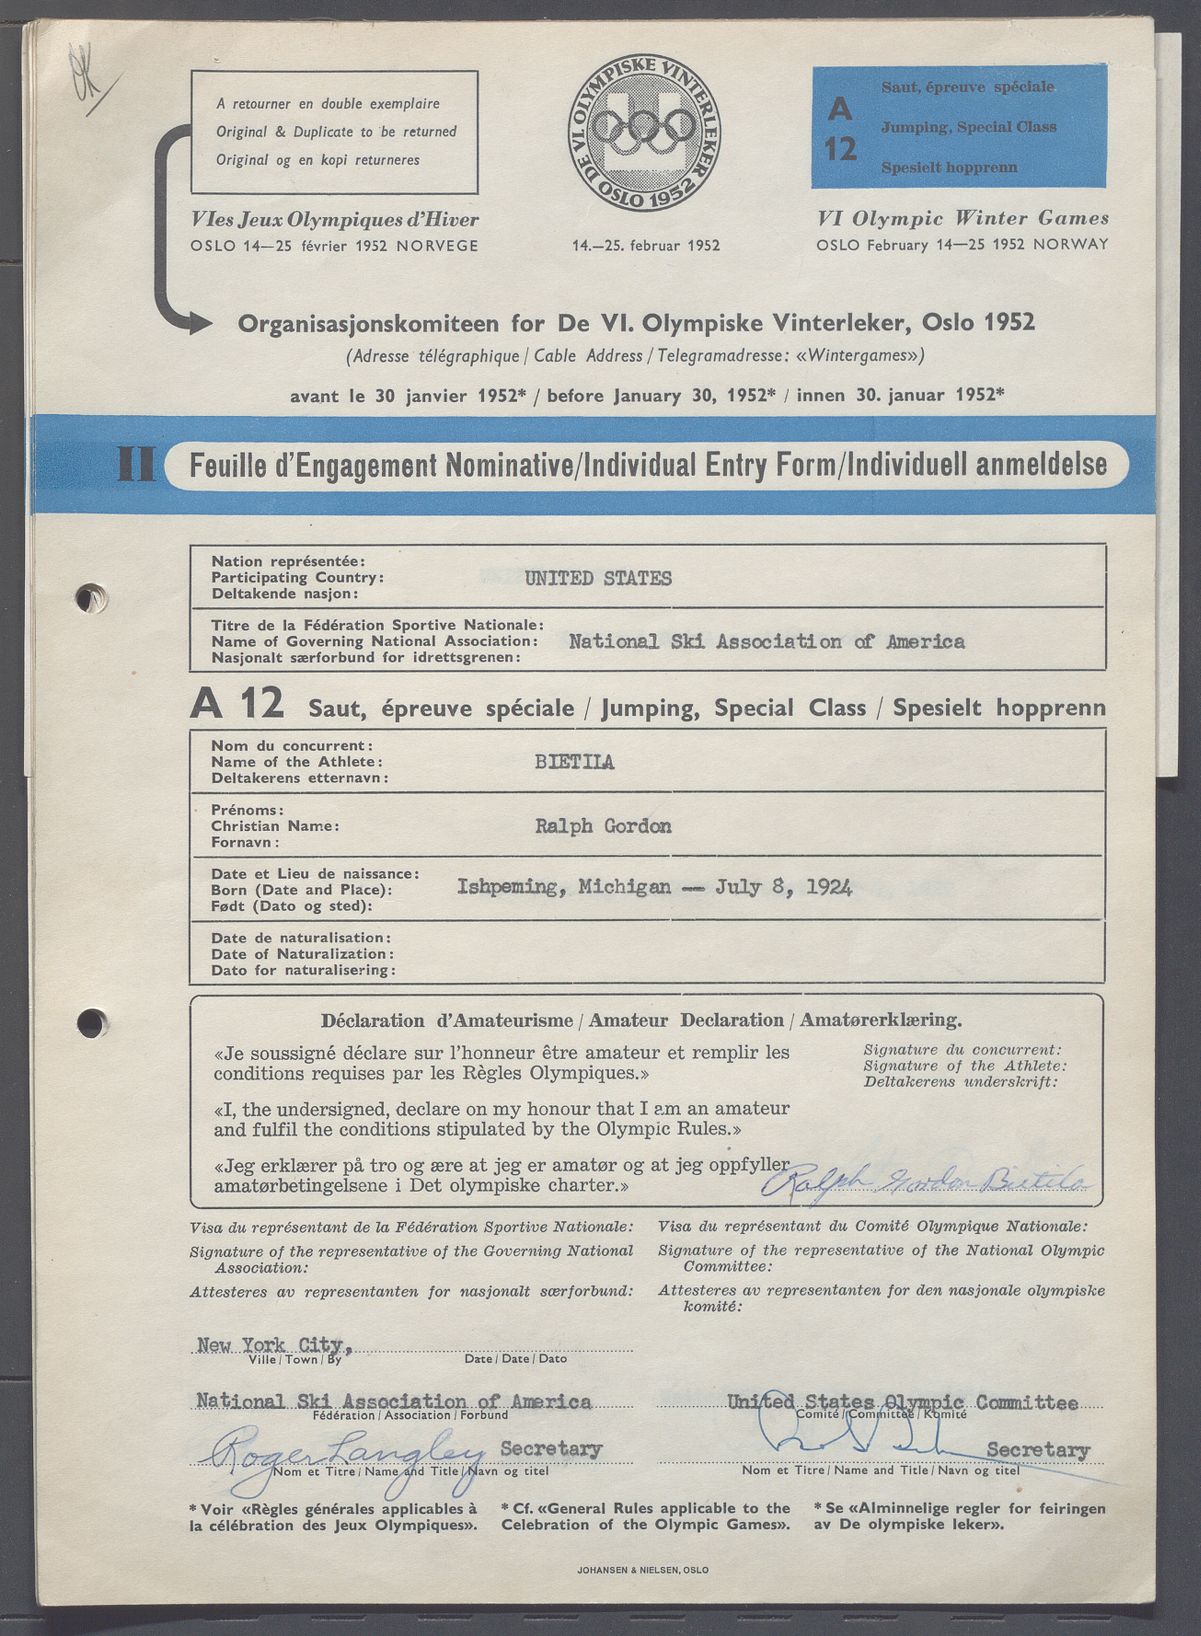 OK
A retourner en double exemplaire
Original & Duplicate to be returned
Original og en kopi returneres
DE VI. OLYMPISKE VINTERLEKER
OSLO 1952
A
12
Saut, épreuve spéciale
Jumping, Special Class
Spesielt hopprenn
VIes Jeux Olympiques d'Hiver
OSLO 14—25 février 1952 NORVEGE
14.—25. februar 1952
VI Olympic Winter Games
OSLO February 14—25 1952 NORWAY
Organisasjonskomiteen for De VI. Olympiske Vinterleker, Oslo 1952
(Adresse télégraphique / Cable Address / Telegramadresse: «Wintergames»)
avant le 30 janvier 1952* / before January 30, 1952* / innen 30. januar 1952*
II Feuille d'Engagement Nominative/Individual Entry Form/Individuell anmeldelse
Nation représentée:
Participating Country: UNITED STATES
Deltakende nasjon:
Titre de la Fédération Sportive Nationale:
Name of Governing National Association: National Ski Association of America
Nasjonalt særforbund for idrettsgrenen:
A 12 Saut, épreuve spéciale / Jumping, Special Class / Spesielt hopprenn
Nom du concurrent:
Name of the Athlete: BIETILA
Deltakerens etternavn:
Prénoms:
Christian Name: Ralph Gordon
Fornavn:
Date et Lieu de naissance:
Born (Date and Place): Ishpeming, Michigan — July 8, 1924
Født (Dato og sted):
Date de naturalisation:
Date of Naturalization:
Dato for naturalisering:
Déclaration d'Amateurisme / Amateur Declaration / Amatørerklæring.
«Je soussigné déclare sur l'honneur être amateur et remplir les
conditions requises par les Règles Olympiques.»
Signature du concurrent:
Signature of the Athlete:
Deltakerens underskrift:
«I, the undersigned, declare on my honour that I am an amateur
and fulfil the conditions stipulated by the Olympic Rules.»
«Jeg erklærer på tro og ære at jeg er amatør og at jeg oppfyller
amatørbetingelsene i Det olympiske charter.»
Ralph Gordon Bietila
Visa du représentant de la Fédération Sportive Nationale:
Signature of the representative of the Governing National
Association:
Attesteres av representanten for nasjonalt særforbund:
Visa du représentant du Comité Olympique Nationale:
Signature of the representative of the National Olympic
Committee:
Attesteres av representanten for den nasjonale olympiske
komité:
New York City,
Ville / Town / By Date / Date / Dato
National Ski Association of America
Fédération / Association / Forbund
United States Olympic Committee
Comité / Committee / Komité
Roger Langley Secretary
Nom et Titre / Name and Title / Navn og titel
Secretary
Nom et Titre / Name and Title / Navn og titel
* Voir «Règles générales applicables à
la célébration des Jeux Olympiques».
* Cf. «General Rules applicable to the
Celebration of the Olympic Games».
* Se «Alminnelige regler for feiringen
av De olympiske leker».
JOHANSEN & NIELSEN, OSLO